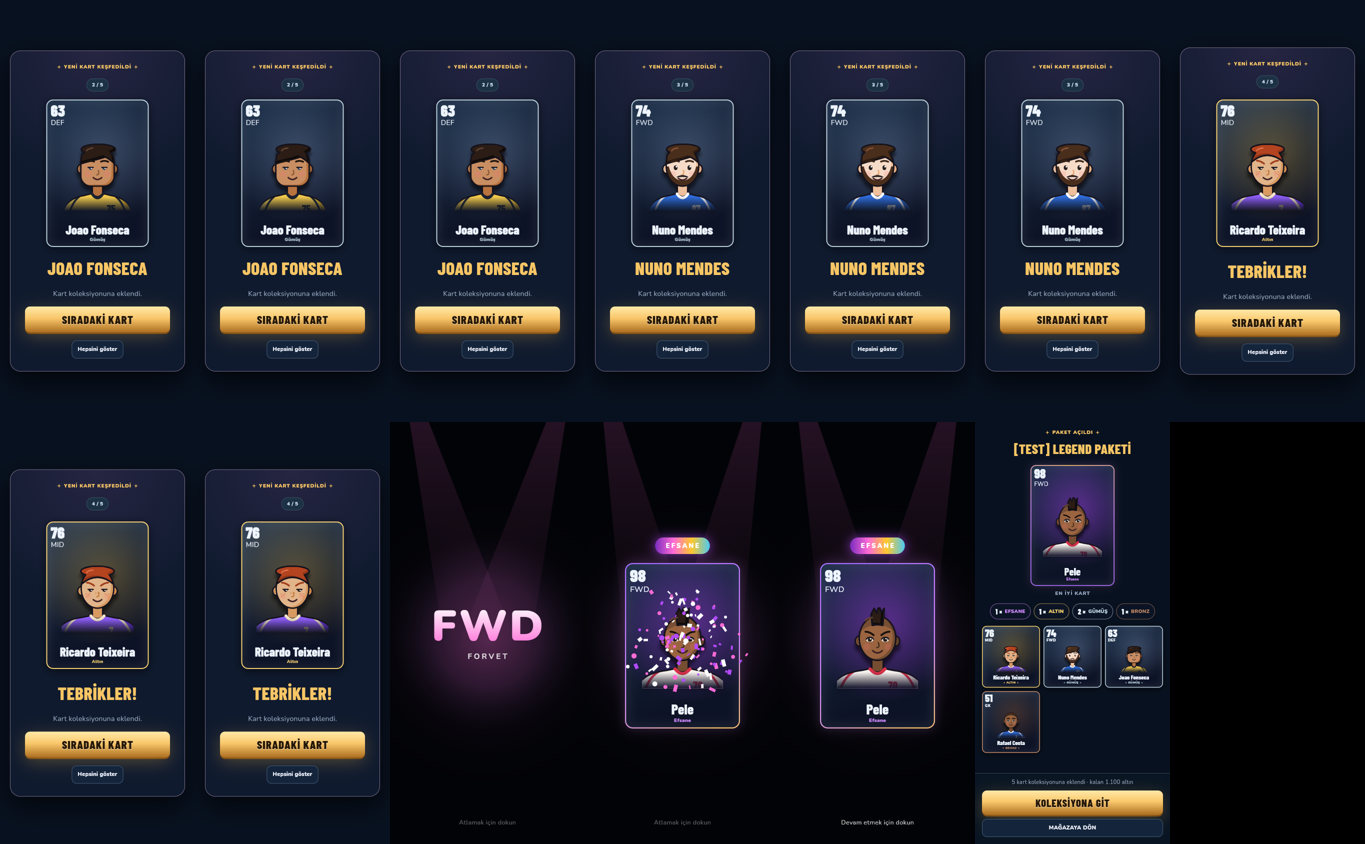 + YENİ KART KEŞFEDİLDİ +
2 / 5
63
DEF
Joao Fonseca
Gümüş
JOAO FONSECA
Kart koleksiyonuna eklendi.
SIRADAKİ KART
Hepsini göster
+ YENİ KART KEŞFEDİLDİ +
2 / 5
63
DEF
Joao Fonseca
Gümüş
JOAO FONSECA
Kart koleksiyonuna eklendi.
SIRADAKİ KART
Hepsini göster
+ YENİ KART KEŞFEDİLDİ +
2 / 5
63
DEF
Joao Fonseca
Gümüş
JOAO FONSECA
Kart koleksiyonuna eklendi.
SIRADAKİ KART
Hepsini göster
+ YENİ KART KEŞFEDİLDİ +
3 / 5
74
FWD
Nuno Mendes
Gümüş
NUNO MENDES
Kart koleksiyonuna eklendi.
SIRADAKİ KART
Hepsini göster
+ YENİ KART KEŞFEDİLDİ +
3 / 5
74
FWD
Nuno Mendes
Gümüş
NUNO MENDES
Kart koleksiyonuna eklendi.
SIRADAKİ KART
Hepsini göster
+ YENİ KART KEŞFEDİLDİ +
3 / 5
74
FWD
Nuno Mendes
Gümüş
NUNO MENDES
Kart koleksiyonuna eklendi.
SIRADAKİ KART
Hepsini göster
+ YENİ KART KEŞFEDİLDİ +
4 / 5
76
MID
Ricardo Teixeira
Altın
TEBRİKLER!
Kart koleksiyonuna eklendi.
SIRADAKİ KART
Hepsini göster
+ YENİ KART KEŞFEDİLDİ +
4 / 5
76
MID
Ricardo Teixeira
Altın
TEBRİKLER!
Kart koleksiyonuna eklendi.
SIRADAKİ KART
Hepsini göster
+ YENİ KART KEŞFEDİLDİ +
4 / 5
76
MID
Ricardo Teixeira
Altın
TEBRİKLER!
Kart koleksiyonuna eklendi.
SIRADAKİ KART
Hepsini göster
FWD
FORVET
Atlamak için dokun
EFSANE
98
FWD
Pele
Efsane
Atlamak için dokun
EFSANE
98
FWD
Pele
Efsane
Devam etmek için dokun
+ PAKET AÇILDI +
[TEST] LEGEND PAKETİ
98
FWD
Pele
Efsane
EN İYİ KART
1x EFSANE 1x ALTIN 2x GÜMÜŞ 1x BRONZ
76
MID
Ricardo Teixeira
ALTIN
74
FWD
Nuno Mendes
GÜMÜŞ
63
DEF
Joao Fonseca
GÜMÜŞ
51
GK
Rafael Costa
BRONZ
5 kart koleksiyonuna eklendi · kalan 1.100 altın
KOLEKSİYONA GİT
MAĞAZAYA DÖN